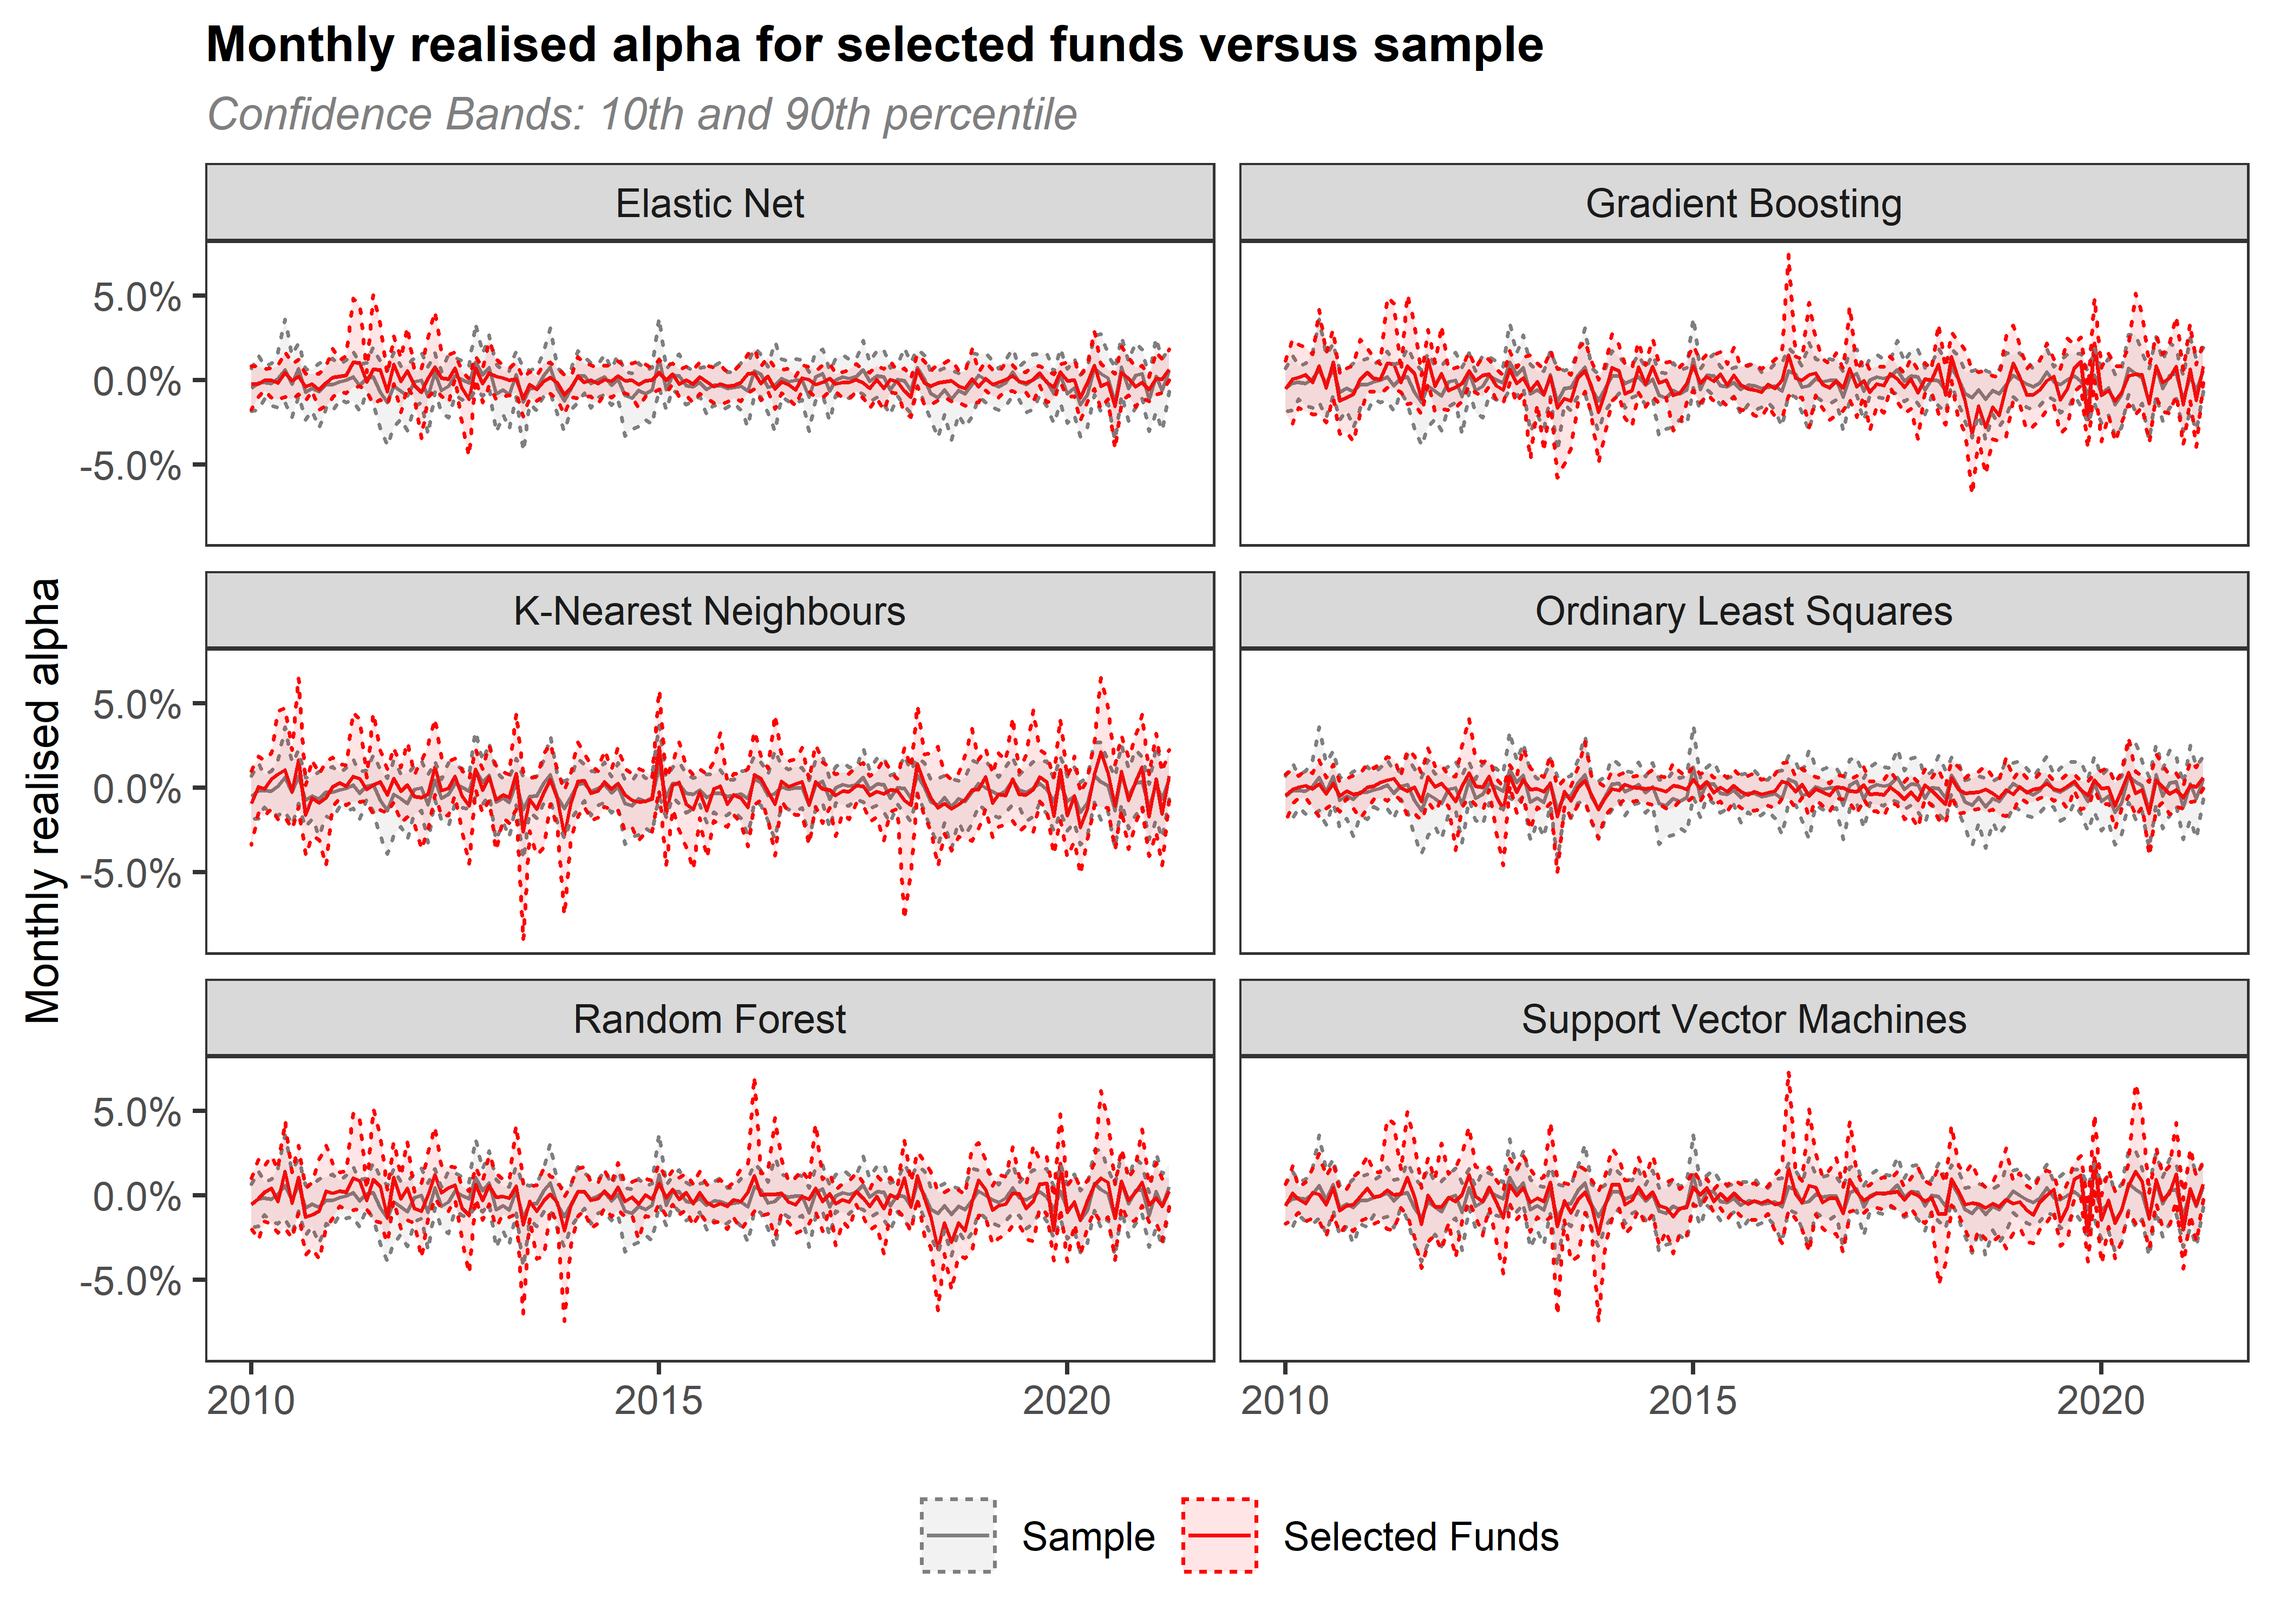 Monthly realised alpha for selected funds versus sample
Confidence Bands: 10th and 90th percentile
Elastic Net
Gradient Boosting
5.0%
0.0%
-5.0%
K-Nearest Neighbours
Ordinary Least Squares
Monthly realised alpha
5.0%
0.0%
-5.0%
Random Forest
Support Vector Machines
5.0%
0.0%
-5.0%
2010
2015
2020
2010
2015
2020
Sample
Selected Funds